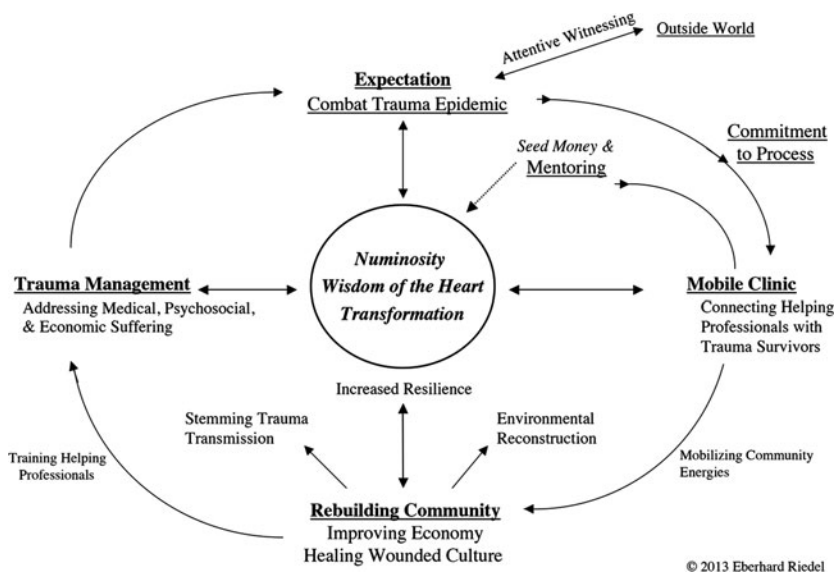 Attentive Witnessing
Outside World
Expectation
Combat Trauma Epidemic
Commitment
to Process
Seed Money &
Mentoring
Numinosity
Wisdom of the Heart
Transformation
Trauma Management
Addressing Medical, Psychosocial,
& Economic Suffering
Mobile Clinic
Connecting Helping
Professionals with
Trauma Survivors
Increased Resilience
Stemming Trauma
Transmission
Environmental
Reconstruction
Training Helping
Professionals
Mobilizing Community
Energies
Rebuilding Community
Improving Economy
Healing Wounded Culture
© 2013 Eberhard Riedel